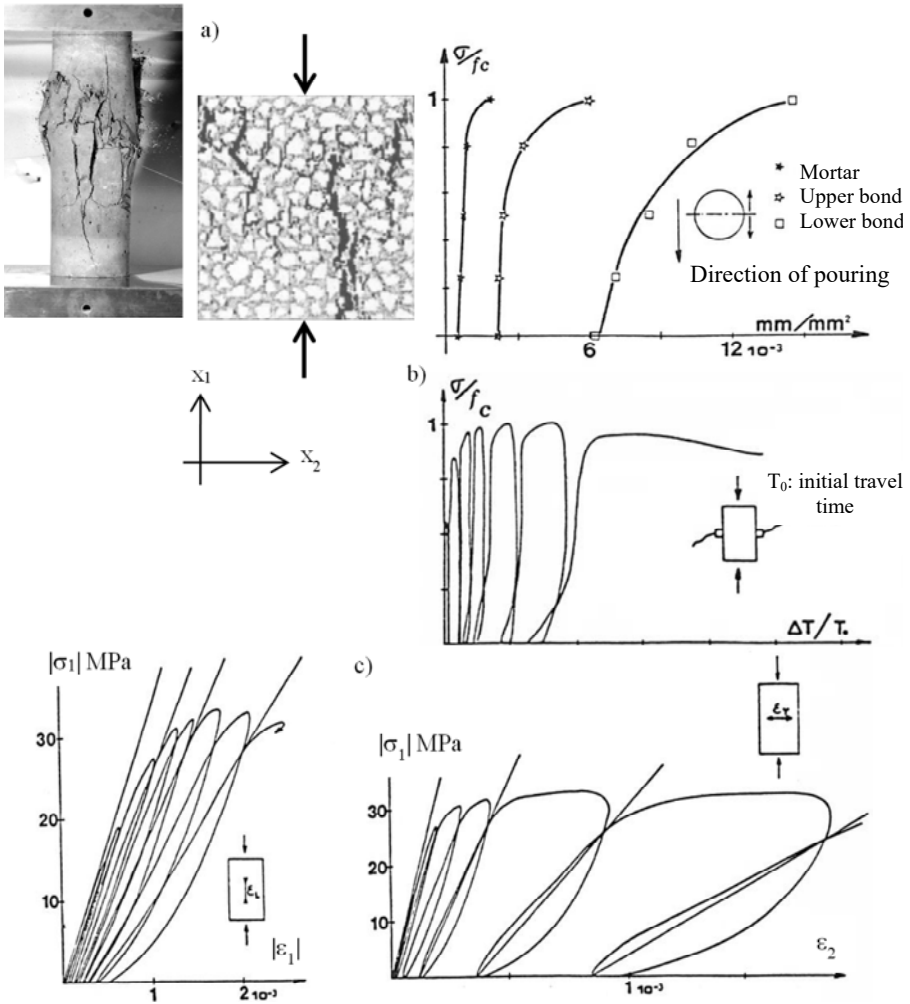 a)
σ/fc
1
Mortar
Upper bond
Lower bond
Direction of pouring
mm/mm²
6
12 10⁻³
X1
X2
b)
σ/fc
1
T₀: initial travel
time
ΔT/T₀
c)
|σ₁| MPa
30
20
10
εL
|ε₁|
1
2 10⁻³
|σ₁| MPa
30
20
10
εT
ε₂
1 10⁻³